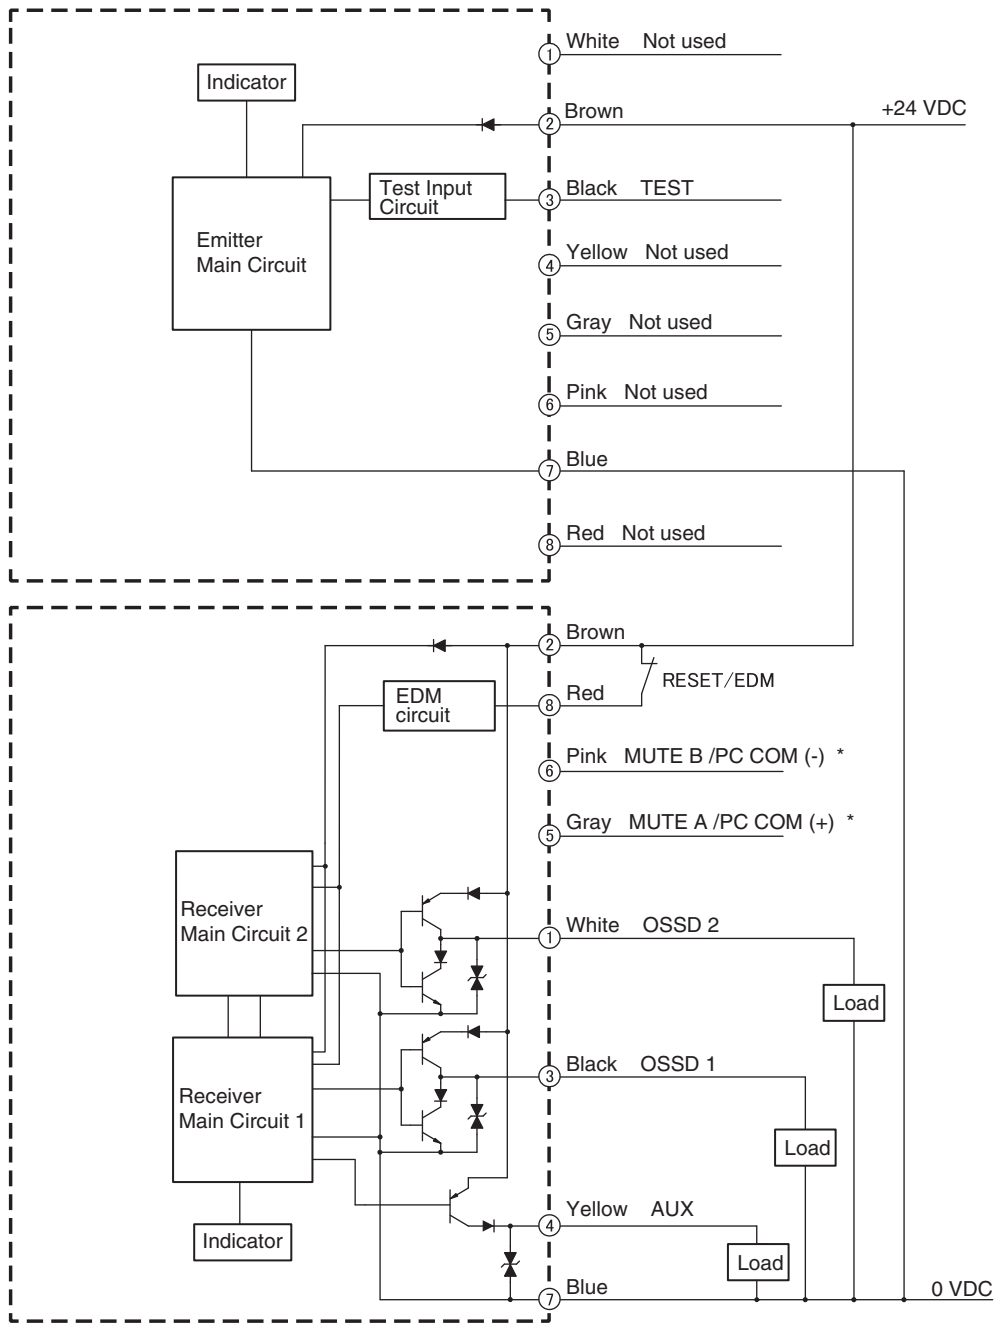 ① White Not used
Indicator
② Brown
+24 VDC
Test Input
Circuit
③ Black TEST
Emitter
Main Circuit
④ Yellow Not used
⑤ Gray Not used
⑥ Pink Not used
⑦ Blue
⑧ Red Not used
② Brown
RESET/EDM
EDM
circuit
⑧ Red
⑥ Pink MUTE B /PC COM (-) *
⑤ Gray MUTE A /PC COM (+) *
Receiver
Main Circuit 2
① White OSSD 2
Load
③ Black OSSD 1
Receiver
Main Circuit 1
Load
④ Yellow AUX
Indicator
Load
⑦ Blue
0 VDC